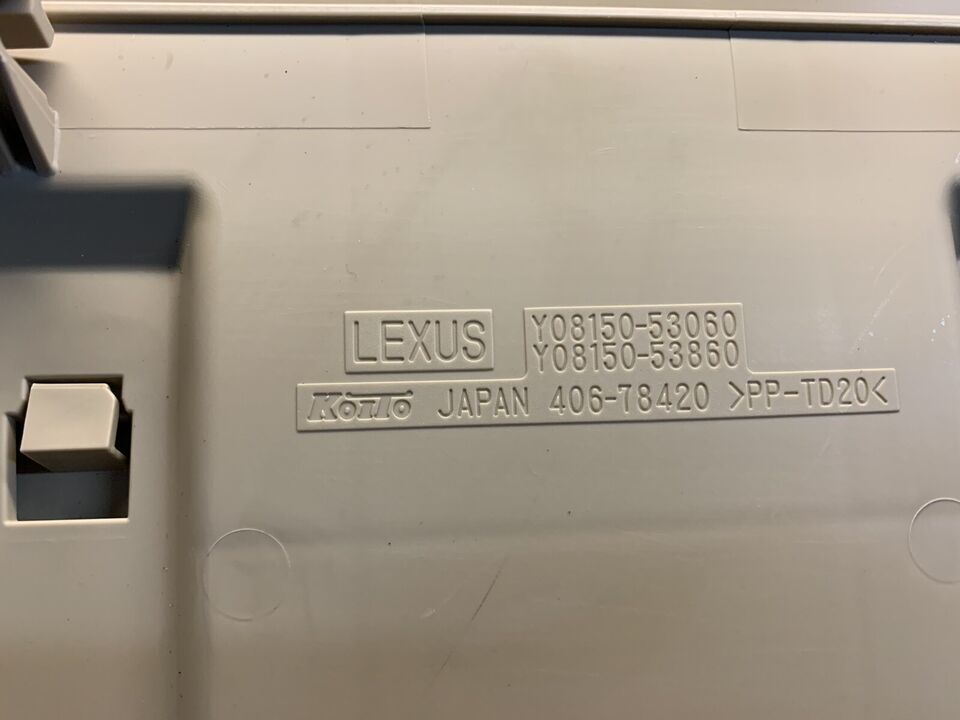 LEXUS
Y08150-53060
Y08150-53860
KOITO JAPAN 406-78420 >PP-TD20<